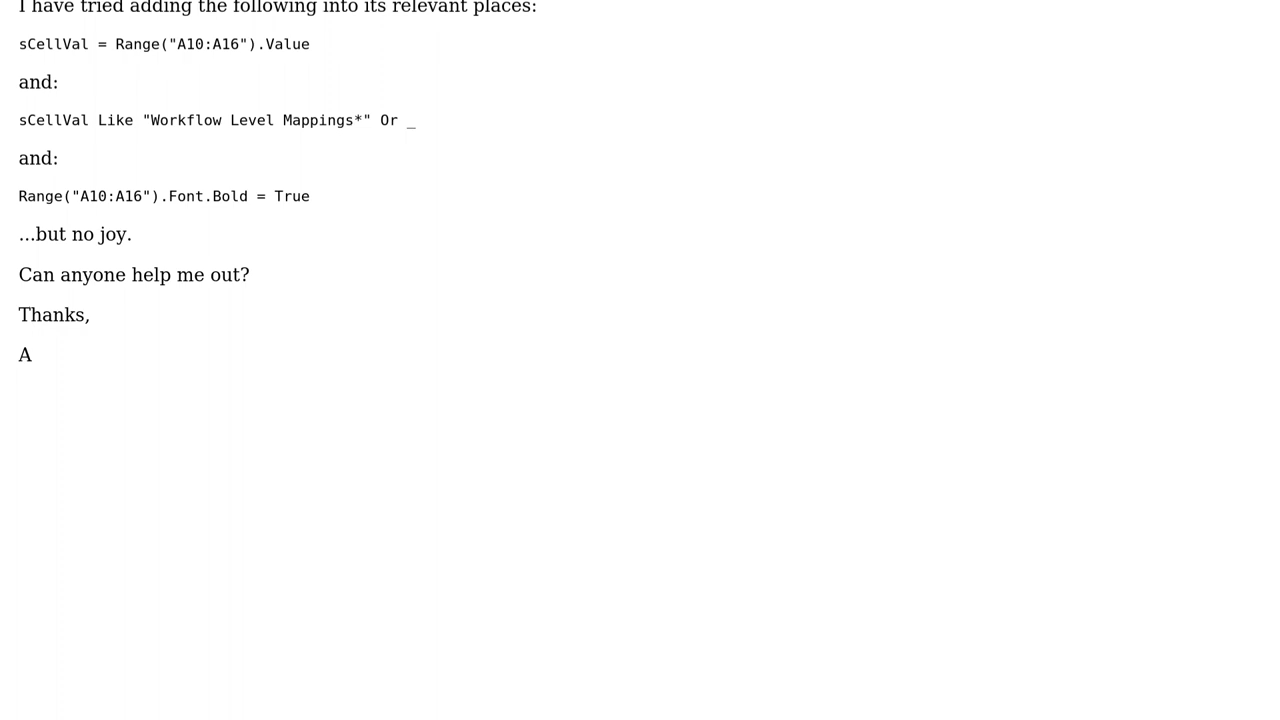 I have tried adding the following into its relevant places:
sCellVal = Range("A10:A16").Value
and:
sCellVal Like "Workflow Level Mappings*" Or _
and:
Range("A10:A16").Font.Bold = True
...but no joy.
Can anyone help me out?
Thanks,
A